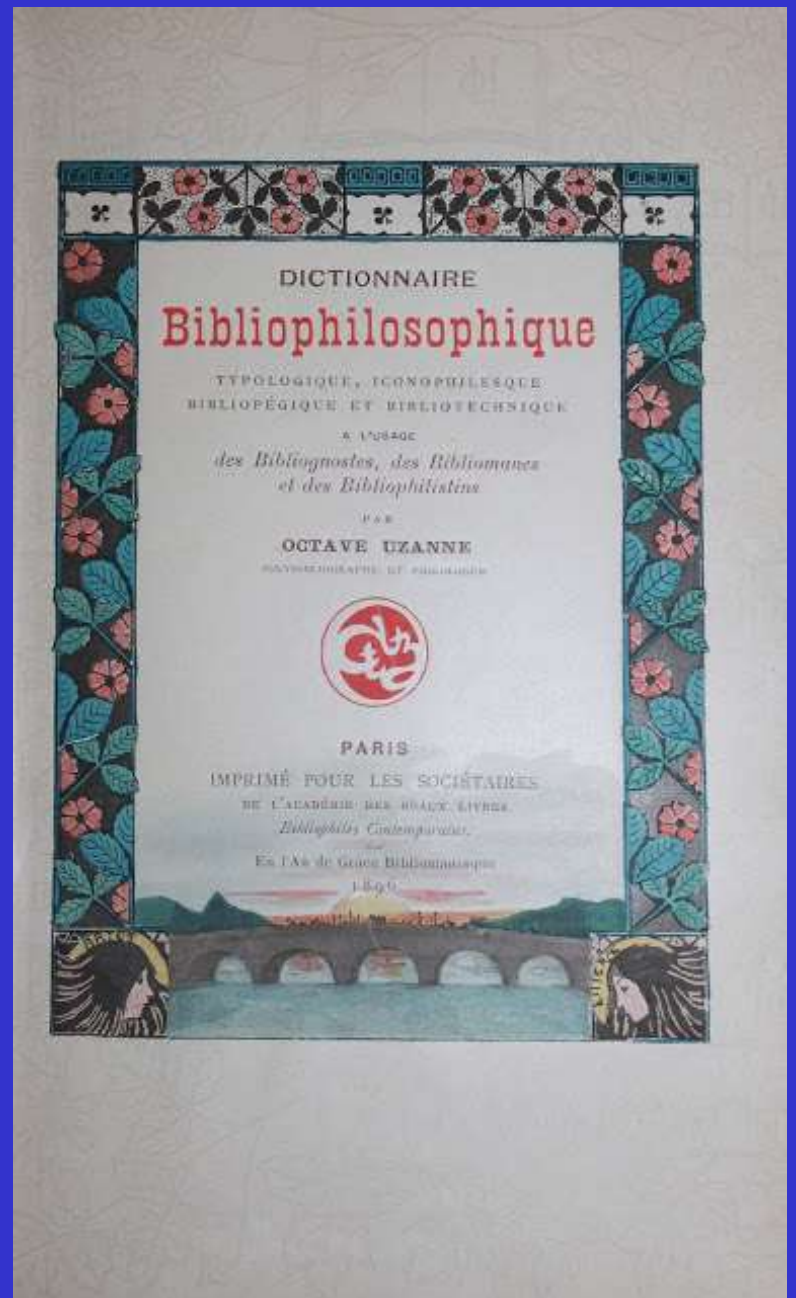 DICTIONNAIRE
Bibliophilosophique
TYPOLOGIQUE, ICONOPHILESQUE
BIBLIOPÉGIQUE ET BIBLIOTECHNIQUE
A L'USAGE
des Bibliognostes, des Bibliomanes
et des Bibliophilistins
PAR
OCTAVE UZANNE
ET
PARIS
IMPRIMÉ POUR LES SOCIÉTAIRES
DE L'ACADÉMIE DES BEAUX LIVRES
Bibliophiles Contemporains.
En l'An de Grâce Bibliomaniaque